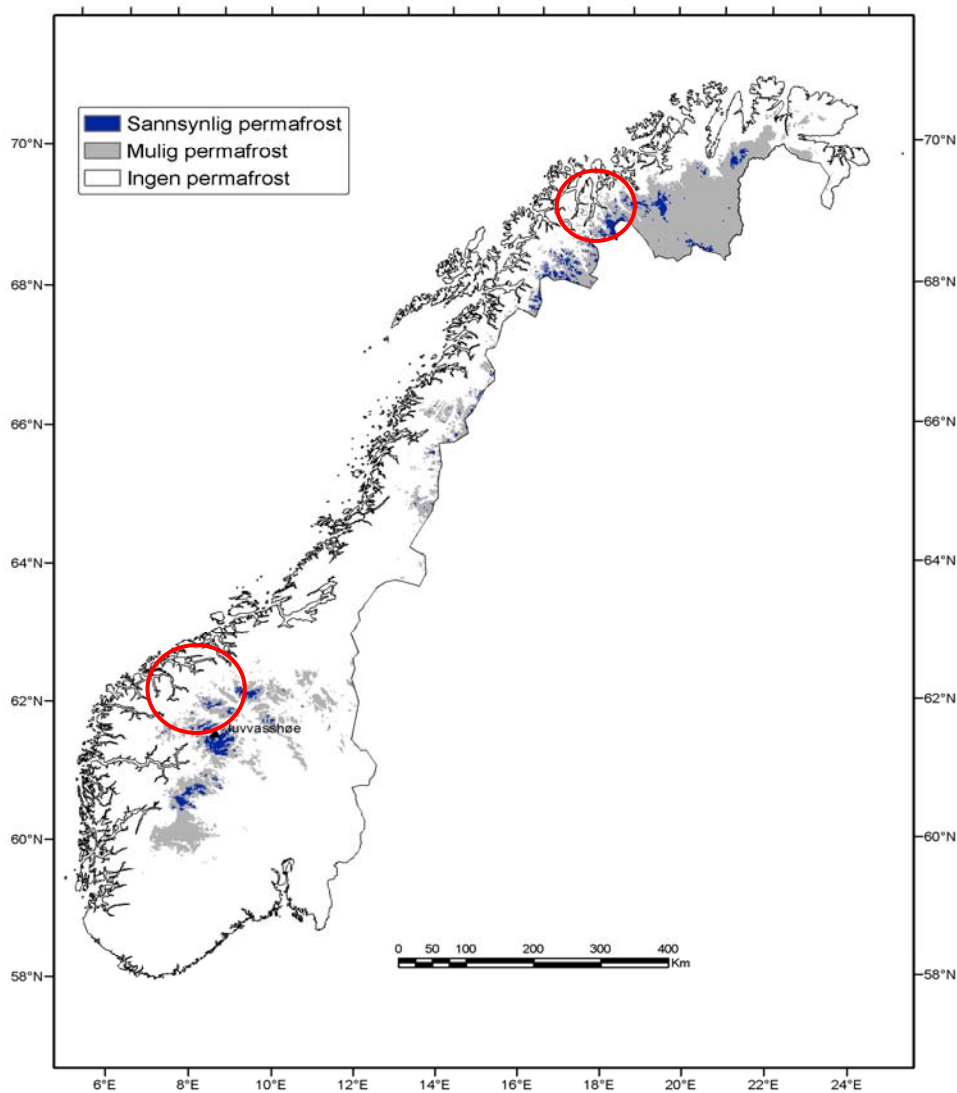 Sannsynlig permafrost
Mulig permafrost
Ingen permafrost
70°N
70°N
68°N
68°N
66°N
66°N
64°N
64°N
62°N
62°N
Juvvasshøe
60°N
60°N
0 50 100 200 300 400
Km
58°N
58°N
6°E 8°E 10°E 12°E 14°E 16°E 18°E 20°E 22°E 24°E